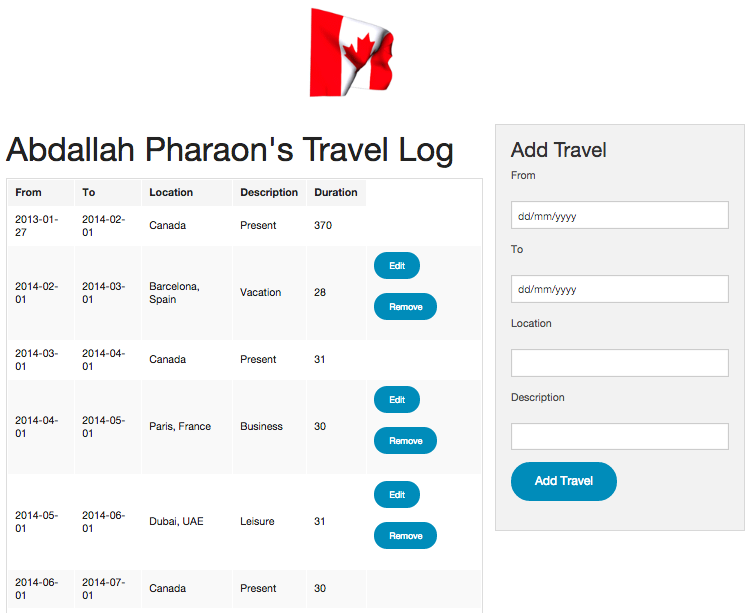 Abdallah Pharaon's Travel Log
From To Location Description Duration
2013-01- 2014-02- Canada Present 370
27 01
Edit
2014-02- 2014-03- Barcelona, Vacation 28
01 01 Spain
Remove
2014-03- 2014-04- Canada Present 31
01 01
Edit
2014-04- 2014-05- Paris, France Business 30
01 01
Remove
Edit
2014-05- 2014-06- Dubai, UAE Leisure 31
01 01
Remove
2014-06- 2014-07- Canada Present 30
01 01
Add Travel
From
dd/mm/yyyy
To
dd/mm/yyyy
Location
Description
Add Travel